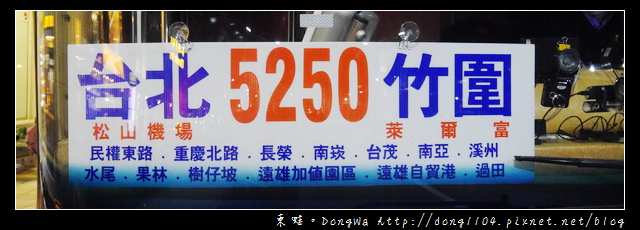 台北 5250 竹圍
松山機場 萊爾富
民權東路．重慶北路．長榮．南崁．台茂．南亞．溪州
水尾．果林．樹仔坡．遠雄加值園區．遠雄自貿港．過田
東蛙。DongWa http://dong1104.pixnet.net/blog